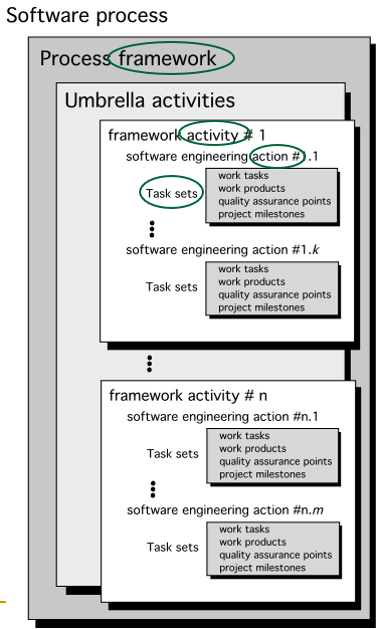 Software process
Process framework
Umbrella activities
framework activity # 1
software engineering action #1.1
Task sets
work tasks
work products
quality assurance points
project milestones
software engineering action #1.k
Task sets
work tasks
work products
quality assurance points
project milestones
framework activity # n
software engineering action #n.1
Task sets
work tasks
work products
quality assurance points
project milestones
software engineering action #n.m
Task sets
work tasks
work products
quality assurance points
project milestones